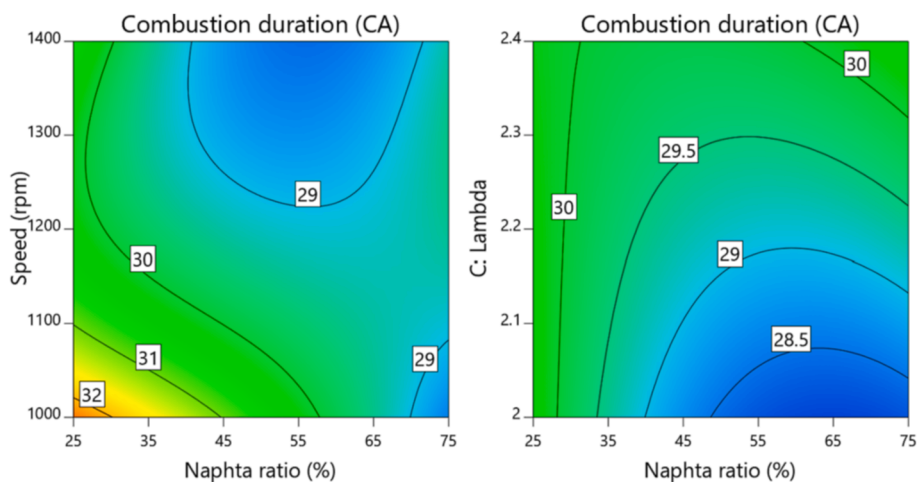 Combustion duration (CA)
1400
1300
1200
1100
1000
Speed (rpm)
29
30
31
32
29
25 35 45 55 65 75
Naphta ratio (%)
Combustion duration (CA)
2.4
2.3
2.2
2.1
2
C: Lambda
30
29.5
30
29
28.5
25 35 45 55 65 75
Naphta ratio (%)